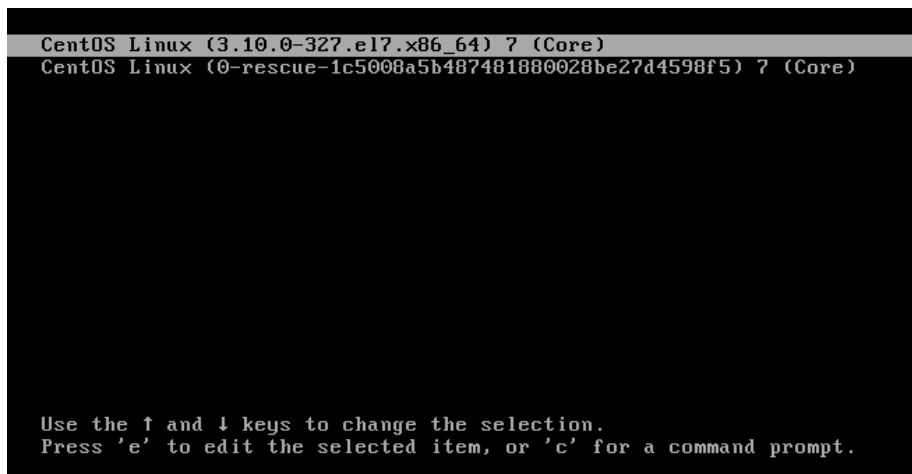 CentOS Linux (3.10.0-327.el7.x86_64) 7 (Core)
CentOS Linux (0-rescue-1c5008a5b487481880028be27d4598f5) 7 (Core)
Use the ↑ and ↓ keys to change the selection.
Press 'e' to edit the selected item, or 'c' for a command prompt.